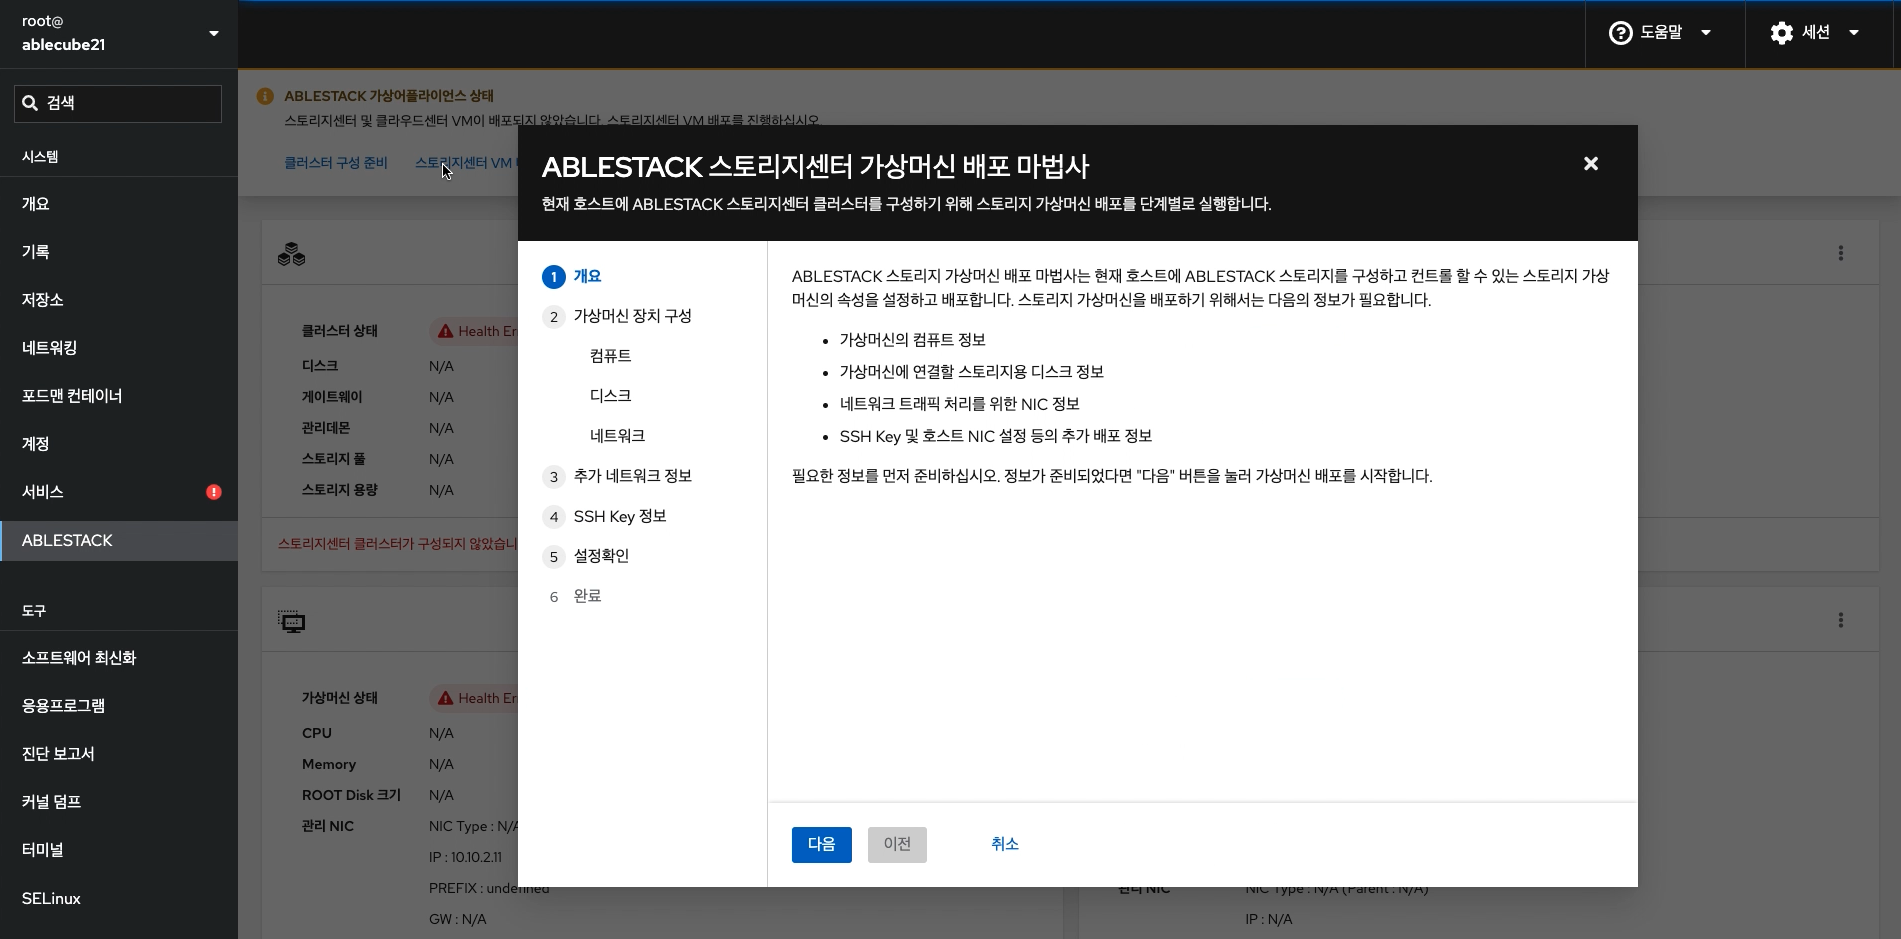 root@
ablecube21
도움말
세션
검색
시스템
개요
기록
저장소
네트워킹
포드맨 컨테이너
계정
서비스
ABLESTACK
도구
소프트웨어 최신화
응용프로그램
진단 보고서
커널 덤프
터미널
SELinux
ABLESTACK 가상어플라이언스 상태
스토리지센터 및 클라우드센터 VM이 배포되지 않았습니다. 스토리지센터 VM 배포를 진행하십시오.
클러스터 구성 준비
스토리지센터 VM
클러스터 상태
Health Er
디스크
N/A
게이트웨이
N/A
관리데몬
N/A
스토리지 풀
N/A
스토리지 용량
N/A
스토리지센터 클러스터가 구성되지 않았습니
가상머신 상태
Health Er
CPU
N/A
Memory
N/A
ROOT Disk 크기
N/A
관리 NIC
NIC Type : N/A
IP : 10.10.2.11
PREFIX : undefined
GW : N/A
관리 NIC
NIC Type : N/A (Parent : N/A)
IP : N/A
ABLESTACK 스토리지센터 가상머신 배포 마법사
현재 호스트에 ABLESTACK 스토리지센터 클러스터를 구성하기 위해 스토리지 가상머신 배포를 단계별로 실행합니다.
1 개요
2 가상머신 장치 구성
컴퓨트
디스크
네트워크
3 추가 네트워크 정보
4 SSH Key 정보
5 설정확인
6 완료
ABLESTACK 스토리지 가상머신 배포 마법사는 현재 호스트에 ABLESTACK 스토리지를 구성하고 컨트롤 할 수 있는 스토리지 가상
머신의 속성을 설정하고 배포합니다. 스토리지 가상머신을 배포하기 위해서는 다음의 정보가 필요합니다.
• 가상머신의 컴퓨트 정보
• 가상머신에 연결할 스토리지용 디스크 정보
• 네트워크 트래픽 처리를 위한 NIC 정보
• SSH Key 및 호스트 NIC 설정 등의 추가 배포 정보
필요한 정보를 먼저 준비하십시오. 정보가 준비되었다면 "다음" 버튼을 눌러 가상머신 배포를 시작합니다.
다음
이전
취소